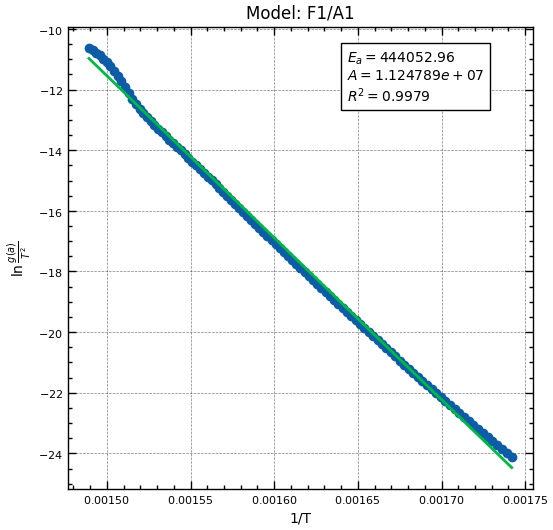 Model: F1/A1
−10
−12
−14
−16
−18
−20
−22
−24
ln g(a)/T²
E_a = 444052.96
A = 1.124789e + 07
R² = 0.9979
0.00150 0.00155 0.00160 0.00165 0.00170 0.00175
1/T